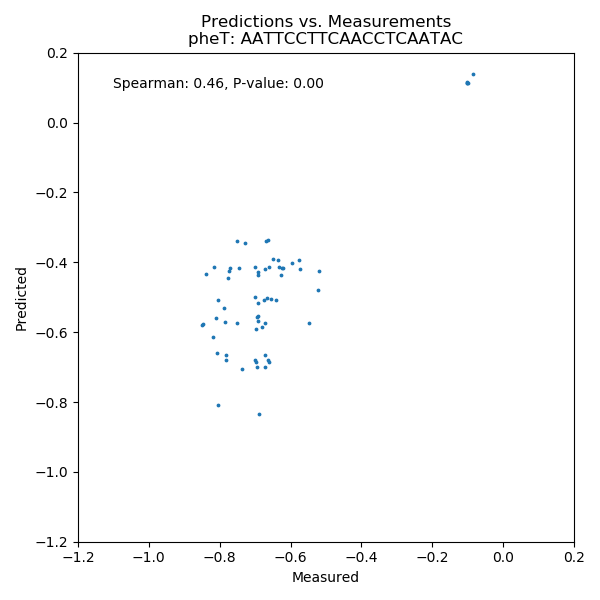 Predictions vs. Measurements
pheT: AATTCCTTCAACCTCAATAC
Spearman: 0.46, P-value: 0.00
0.2
0.0
−0.2
−0.4
−0.6
−0.8
−1.0
−1.2
Predicted
−1.2 −1.0 −0.8 −0.6 −0.4 −0.2 0.0 0.2
Measured